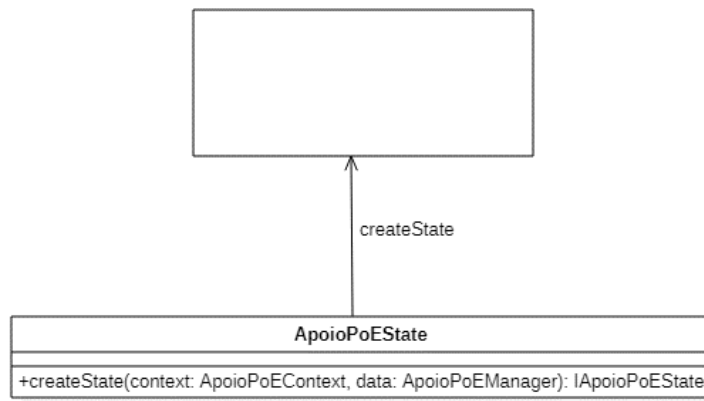 createState
ApoioPoEState
+createState(context: ApoioPoEContext, data: ApoioPoEManager): IApoioPoEState